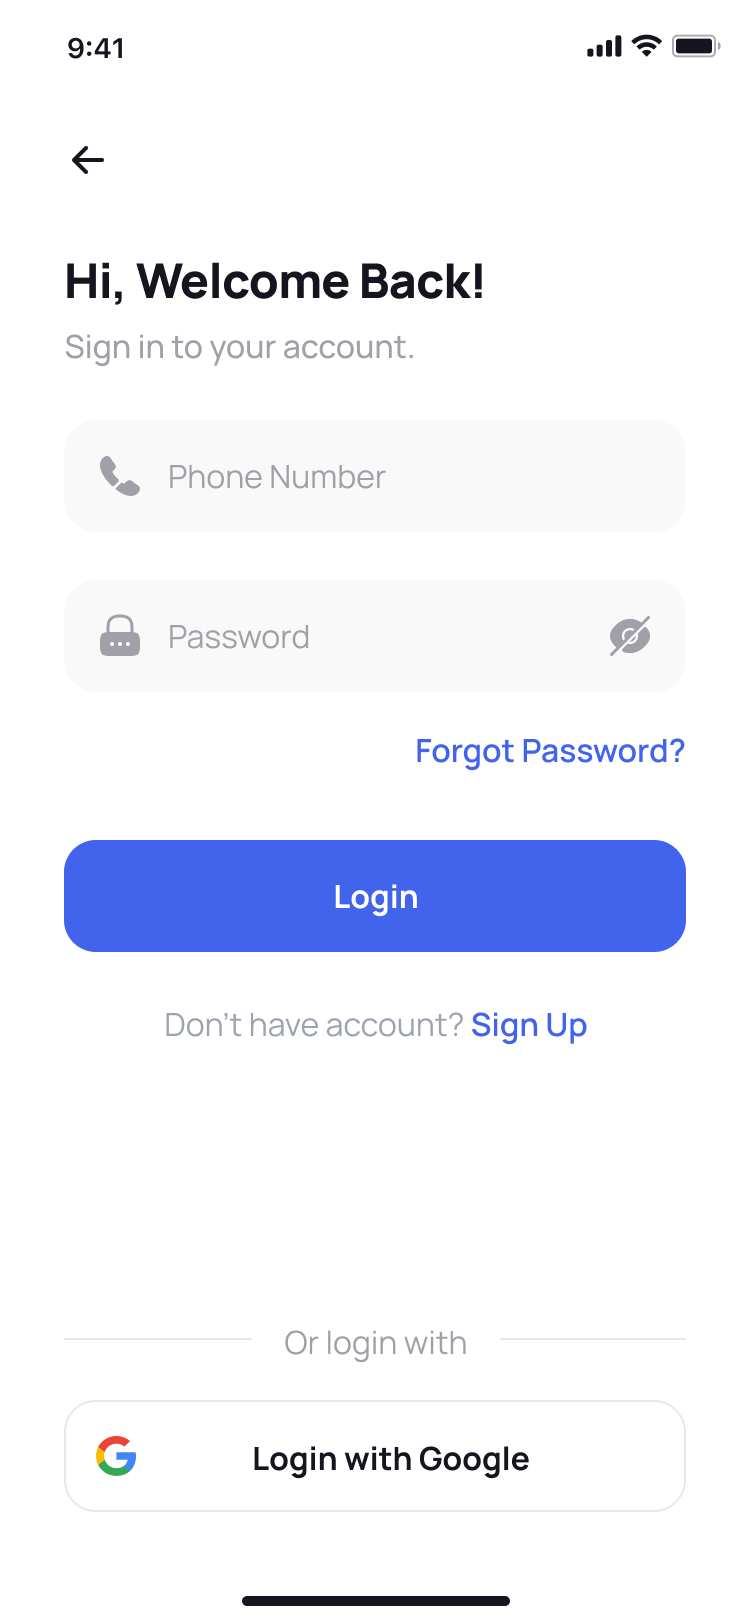 9:41
Hi, Welcome Back!
Sign in to your account.
Phone Number
Password
Forgot Password?
Login
Don't have account? Sign Up
Or login with
Login with Google